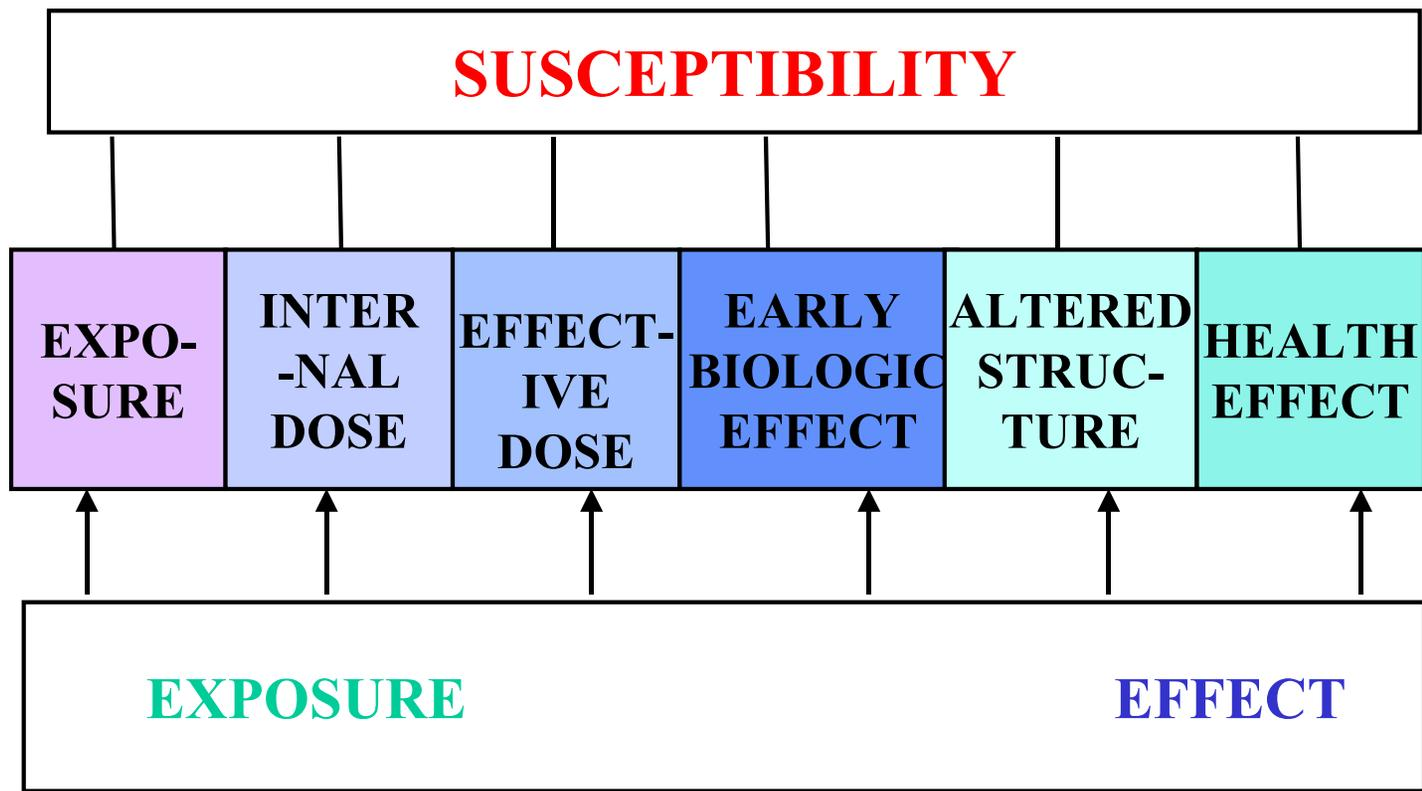 SUSCEPTIBILITY
EXPO-
SURE
INTER
-NAL
DOSE
EFFECT-
IVE
DOSE
EARLY
BIOLOGIC
EFFECT
ALTERED
STRUC-
TURE
HEALTH
EFFECT
EXPOSURE
EFFECT